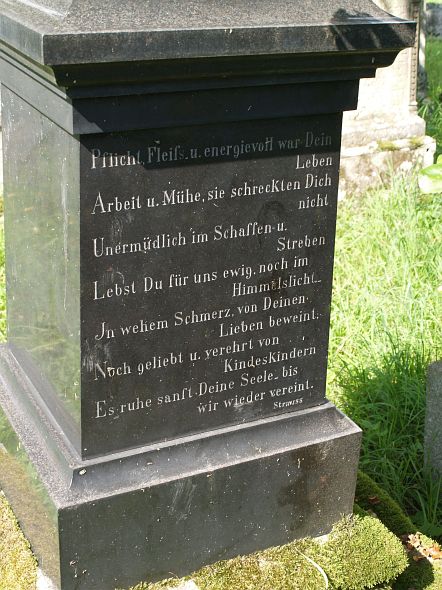 Pflicht, Fleiſs u. energievoll war Dein
Leben
Arbeit u. Mühe, sie schreckten Dich
nicht
Unermüdlich im Schaffen u.
Streben
Lebst Du für uns ewig, noch im
Himmelslicht.
Jn wehem Schmerz, von Deinen
Lieben beweint,
Noch geliebt u. verehrt von
Kindeskindern
Es ruhe sanft Deine Seele, bis
wir wieder vereint.
Strauss